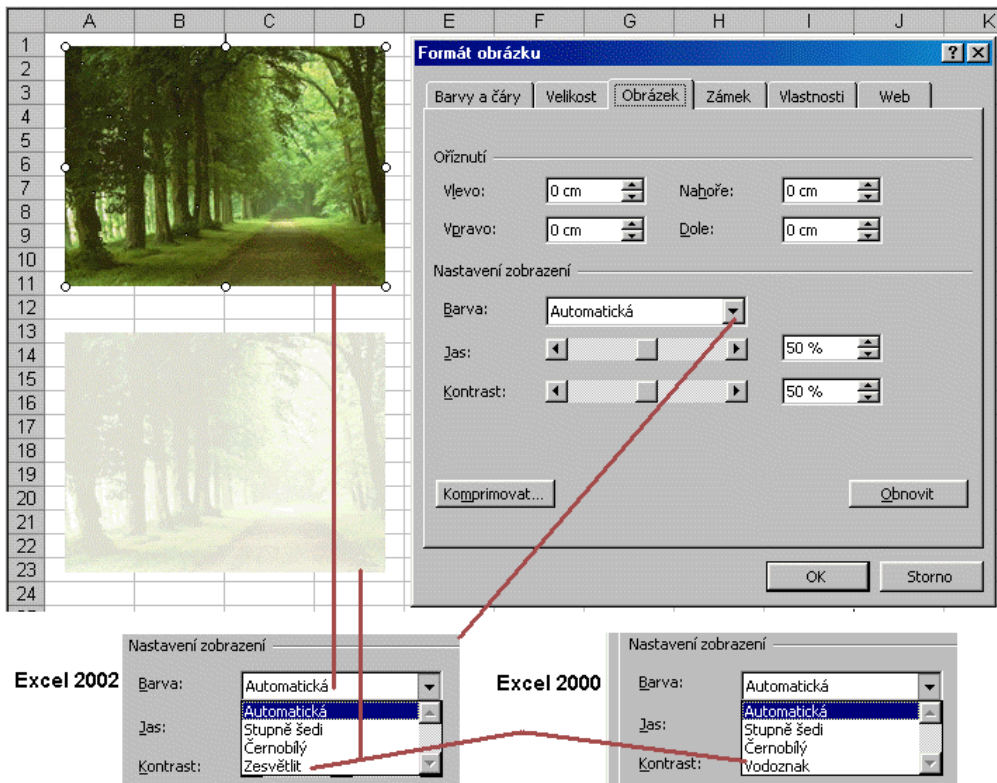 A B C D E F G H I J K
1
2
3
4
5
6
7
8
9
10
11
12
13
14
15
16
17
18
19
20
21
22
23
24
Formát obrázku
Barvy a čáry Velikost Obrázek Zámek Vlastnosti Web
Oříznutí
Vlevo: 0 cm Nahoře: 0 cm
Vpravo: 0 cm Dole: 0 cm
Nastavení zobrazení
Barva: Automatická
Jas: 50 %
Kontrast: 50 %
Komprimovat... Obnovit
OK Storno
Excel 2002
Nastavení zobrazení
Barva: Automatická
Automatická
Jas: Stupně šedi
Černobílý
Kontrast: Zesvětlit
Excel 2000
Nastavení zobrazení
Barva: Automatická
Automatická
Jas: Stupně šedi
Černobílý
Kontrast: Vodoznak